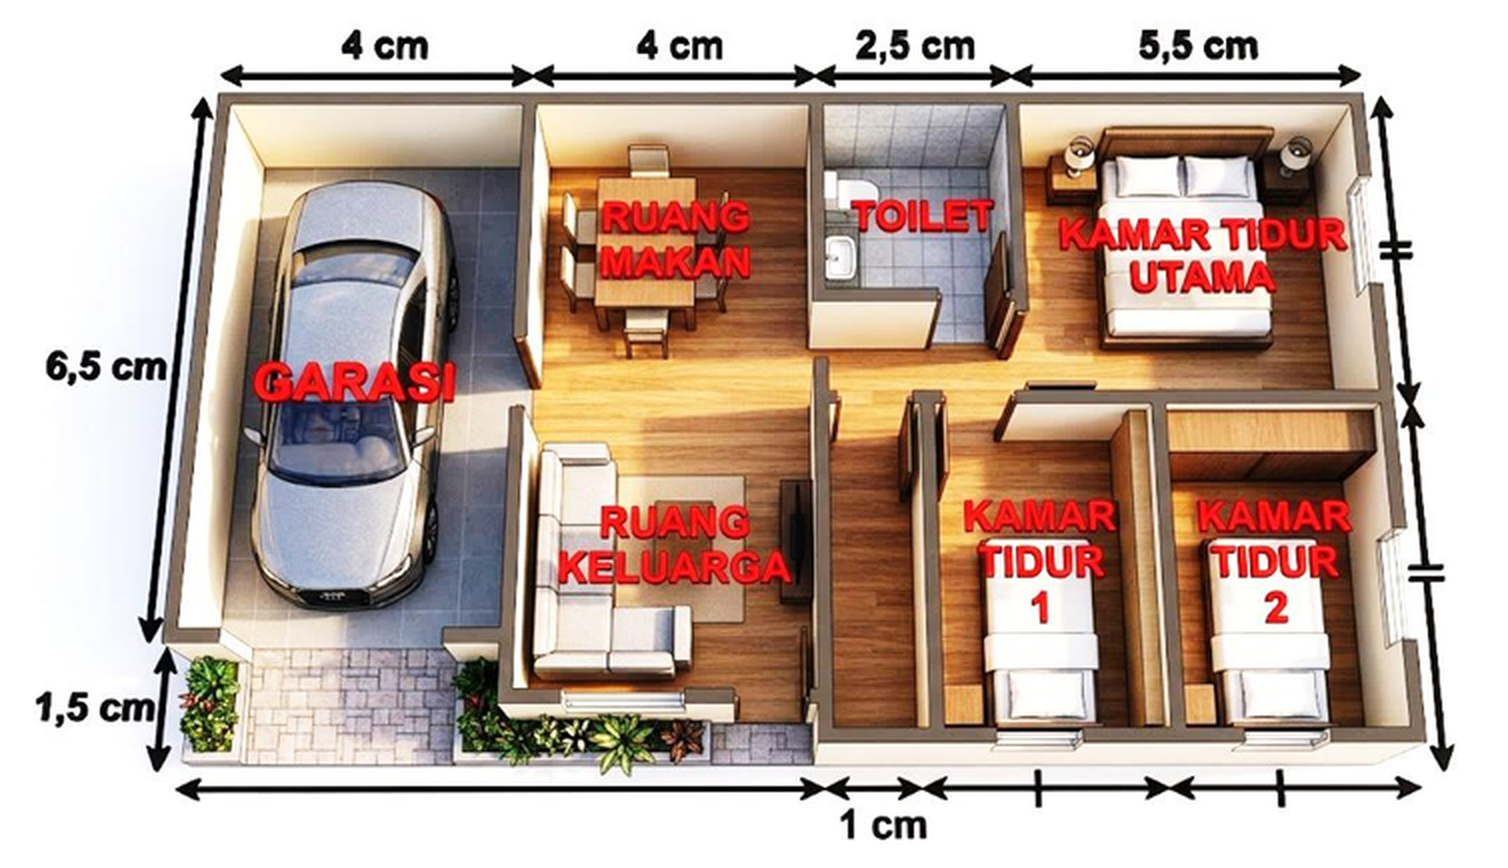 4 cm
4 cm
2,5 cm
5,5 cm
RUANG
MAKAN
TOILET
KAMAR TIDUR
UTAMA
6,5 cm
GARASI
RUANG
KELUARGA
KAMAR
TIDUR
1
KAMAR
TIDUR
2
1,5 cm
1 cm